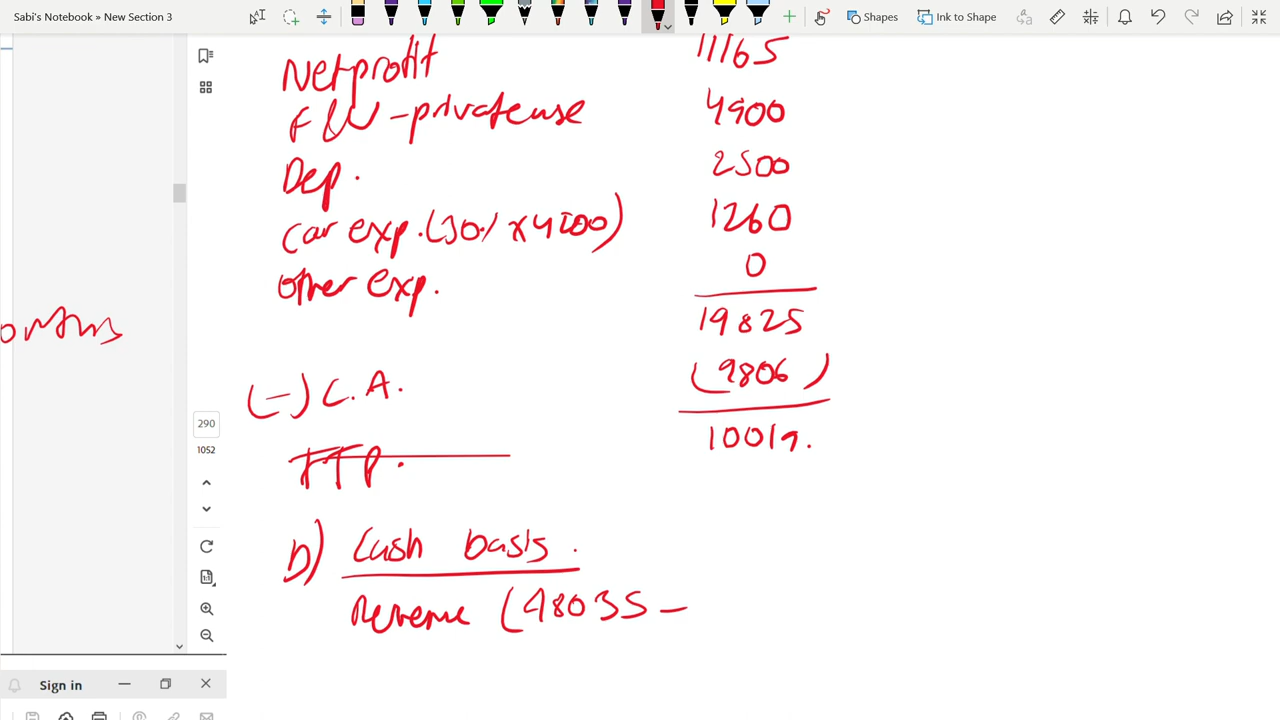 Sabi's Notebook » New Section 3
Shapes
Ink to Shape
Net profit 11165
F&W - private use 4900
Dep. 2500
Car exp. (30% x 4200) 1260
Other exp. 0
19825
(-) C.A. (9806)
TTP. 10019.
b) Cash basis.
Revenue (48035 -
290
1052
Sign in